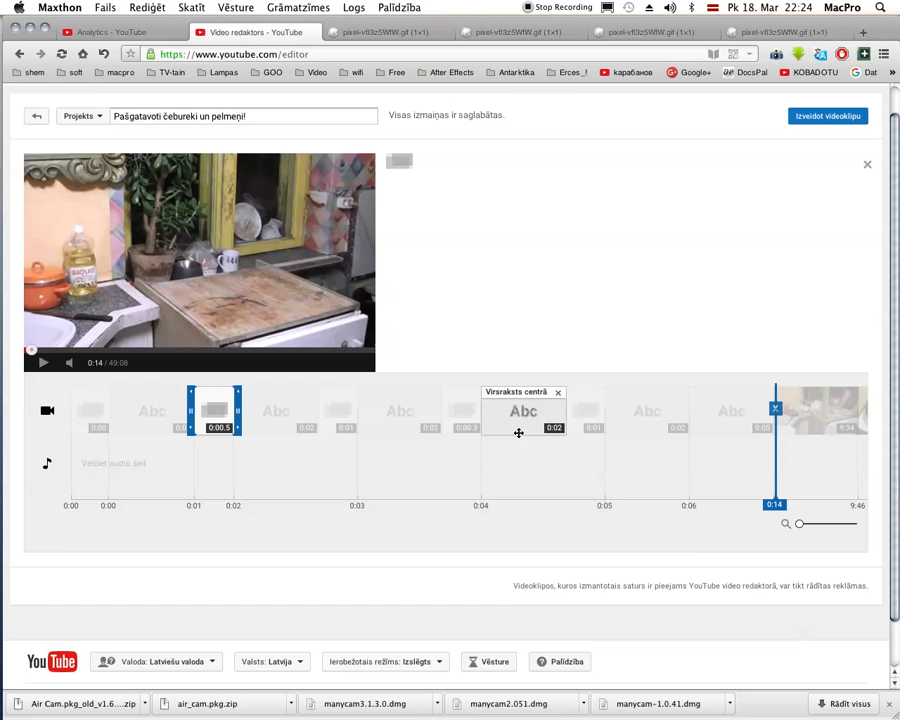 Maxthon Fails Rediģēt Skatīt Vēsture Grāmatzīmes Logs Palīdzība Stop Recording Pk 18. Mar 22:24 MacPro
Analytics - YouTube Video redaktors - YouTube pixel-vfl3z5WfW.gif (1×1) pixel-vfl3z5WfW.gif (1×1) pixel-vfl3z5WfW.gif (1×1) pixel-vfl3z5WfW.gif (1×1)
https://www.youtube.com/editor
shem soft macpro TV-tain Lampas GOO Video wifi Free After Effects Antarktika Erces_! карабанов Google+ DocsPal KOBADOTU Dat »
Projekts Pašgatavoti čebureki un pelmeņi! Visas izmaiņas ir saglabātas. Izveidot videoklipu
0:14 / 49:08
Virsraksts centrā
Abc Abc Abc Abc Abc Abc
0:00 0:00.5 0:02 0:01 0:02 0:00.3 0:02 0:01 0:02 0:05 9:34
Velciet audio šeit
0:00 0:00 0:01 0:02 0:03 0:04 0:05 0:06 0:14 9:46
Videoklipos, kuros izmantotais saturs ir pieejams YouTube video redaktorā, var tikt rādītas reklāmas.
YouTube Valoda: Latviešu valoda Valsts: Latvija Ierobežotais režīms: Izslēgts Vēsture Palīdzība
Air Cam.pkg_old_v1.6....zip air_cam.pkg.zip manycam3.1.3.0.dmg manycam2.051.dmg manycam-1.0.41.dmg Rādīt visus